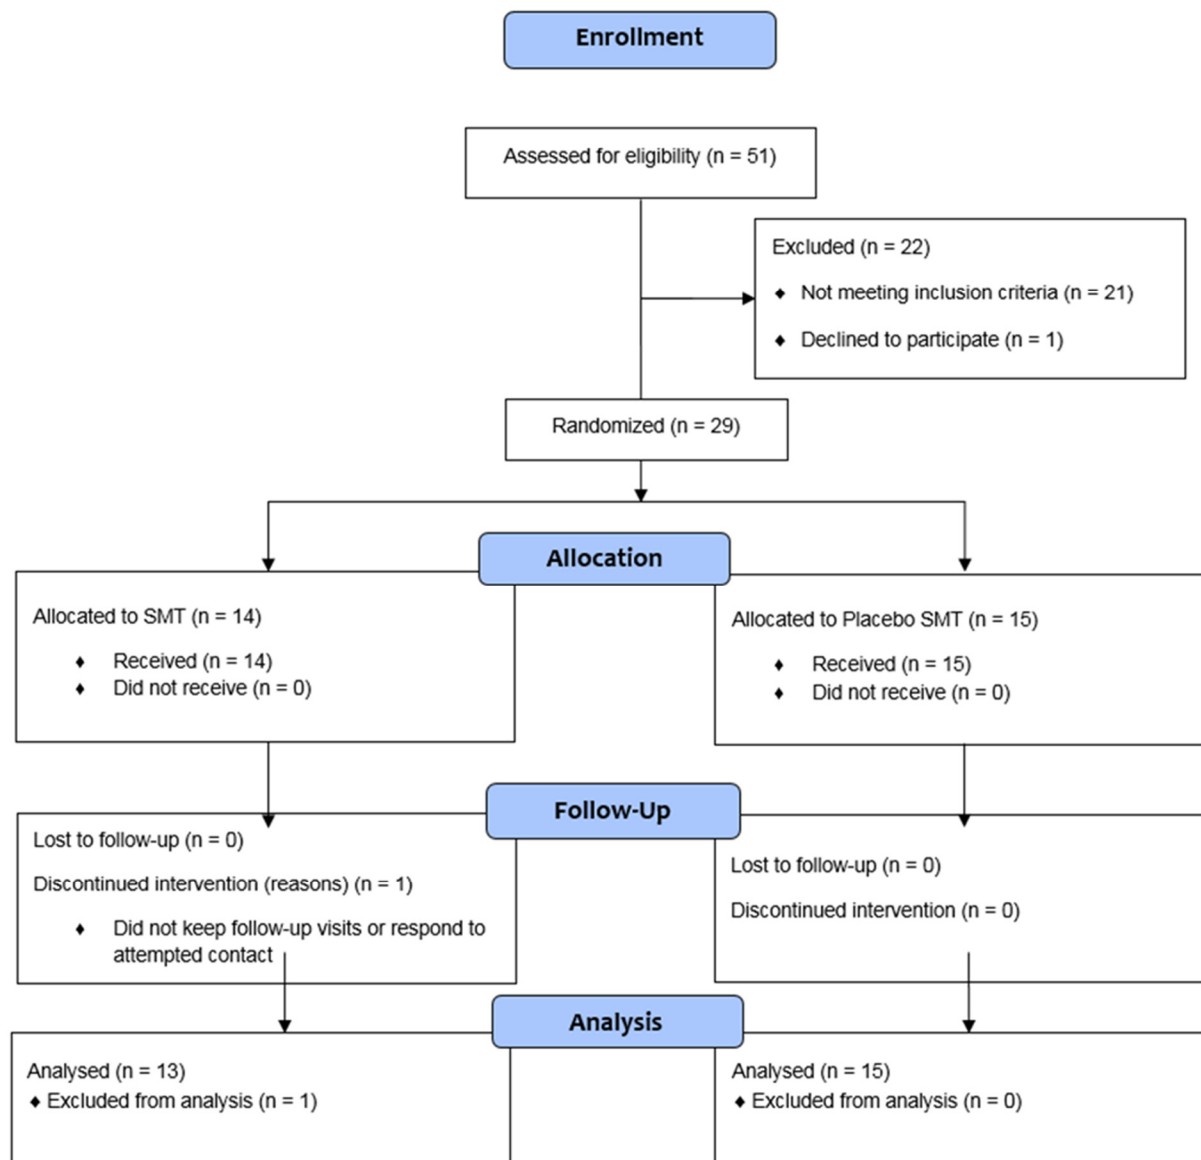 Enrollment
Assessed for eligibility (n = 51)
Excluded (n = 22)
♦ Not meeting inclusion criteria (n = 21)
♦ Declined to participate (n = 1)
Randomized (n = 29)
Allocation
Allocated to SMT (n = 14)
♦ Received (n = 14)
♦ Did not receive (n = 0)
Allocated to Placebo SMT (n = 15)
♦ Received (n = 15)
♦ Did not receive (n = 0)
Follow-Up
Lost to follow-up (n = 0)
Discontinued intervention (reasons) (n = 1)
♦ Did not keep follow-up visits or respond to
attempted contact
Lost to follow-up (n = 0)
Discontinued intervention (n = 0)
Analysis
Analysed (n = 13)
♦ Excluded from analysis (n = 1)
Analysed (n = 15)
♦ Excluded from analysis (n = 0)